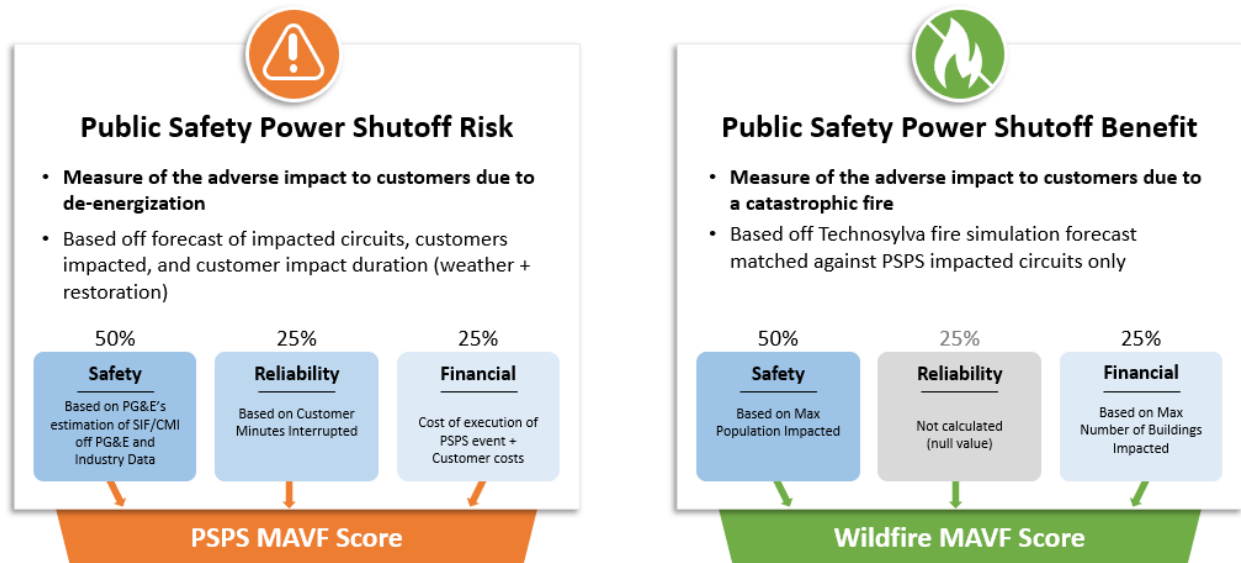 Public Safety Power Shutoff Risk
• Measure of the adverse impact to customers due to
de-energization
• Based off forecast of impacted circuits, customers
impacted, and customer impact duration (weather +
restoration)
50%
Safety
Based on PG&E's
estimation of SIF/CMI
off PG&E and
Industry Data
25%
Reliability
Based on Customer
Minutes Interrupted
25%
Financial
Cost of execution of
PSPS event +
Customer costs
PSPS MAVF Score
Public Safety Power Shutoff Benefit
• Measure of the adverse impact to customers due to
a catastrophic fire
• Based off Technosylva fire simulation forecast
matched against PSPS impacted circuits only
50%
Safety
Based on Max
Population Impacted
25%
Reliability
Not calculated
(null value)
25%
Financial
Based on Max
Number of Buildings
Impacted
Wildfire MAVF Score